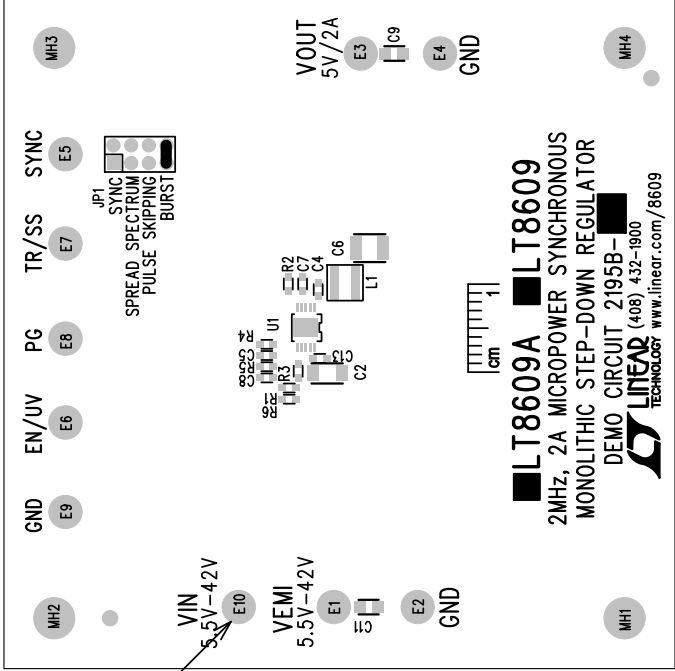 MH3
VOUT
5V/2A
E3
C9
E4
GND
MH4
SYNC
E5
JP1
SYNC
SPREAD SPECTRUM
PULSE SKIPPING
BURST
TR/SS
E7
PG
E8
EN/UV
E6
GND
E9
R2
C7
C4
C6
L1
U1
R4
C5
R5
C8
R3
C13
C2
R1
R6
1
cm
LT8609A LT8609
2MHz, 2A MICROPOWER SYNCHRONOUS
MONOLITHIC STEP-DOWN REGULATOR
DEMO CIRCUIT 2195B-
LINEAR (408) 432-1900
TECHNOLOGY www.linear.com/8609
MH2
VIN
5.5V-42V
E10
VEMI
5.5V-42V
E1
C11
E2
GND
MH1